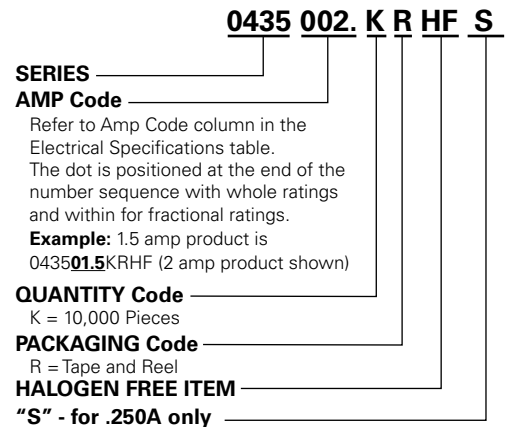 0435 002. K R HF S
SERIES
AMP Code
Refer to Amp Code column in the
Electrical Specifications table.
The dot is positioned at the end of the
number sequence with whole ratings
and within for fractional ratings.
Example: 1.5 amp product is
043501.5KRHF (2 amp product shown)
QUANTITY Code
K = 10,000 Pieces
PACKAGING Code
R = Tape and Reel
HALOGEN FREE ITEM
“S” - for .250A only